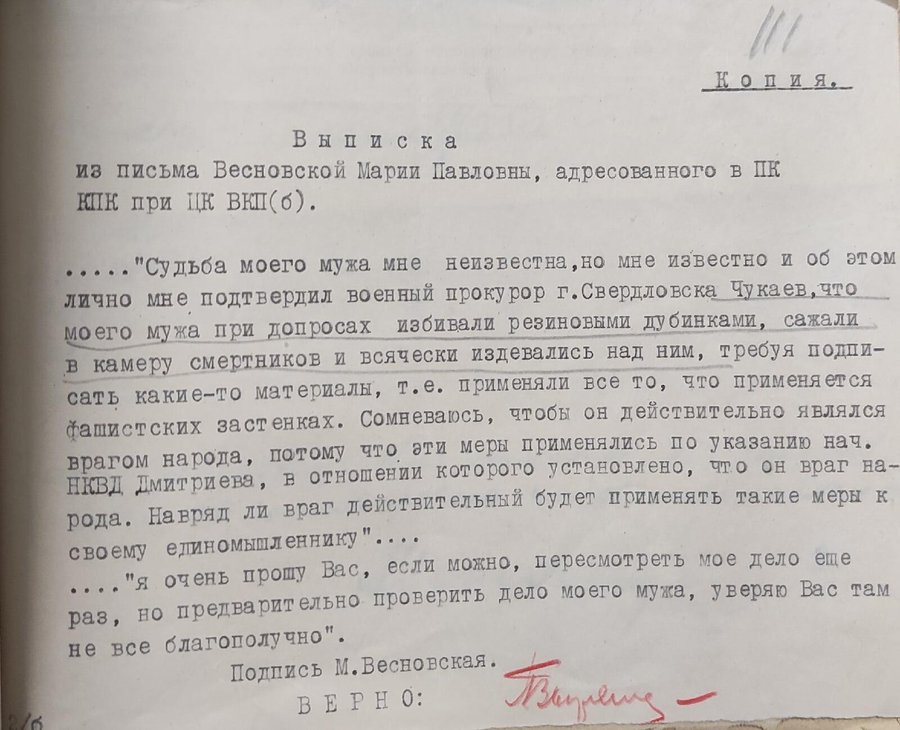 111
К о п и я.
В ы п и с к а
из письма Весновской Марии Павловны, адресованного в ПК
КПК при ЦК ВКП(б).
....."Судьба моего мужа мне неизвестна,но мне известно и об этом
лично мне подтвердил военный прокурор г.Свердловска Чукаев,что
моего мужа при допросах избивали резиновыми дубинками, сажали
в камеру смертников и всячески издевались над ним, требуя подпи-
сать какие-то материалы, т.е. применяли все то, что применяется
фашистских застенках. Сомневаюсь, чтобы он действительно являлся
врагом народа, потому что эти меры применялись по указанию нач.
НКВД Дмитриева, в отношении которого установлено, что он враг на-
рода. Навряд ли враг действительный будет применять такие меры к
своему единомышленнику"....
...."я очень прошу Вас, если можно, пересмотреть мое дело еще
раз, но предварительно проверить дело моего мужа, уверяю Вас там
не все благополучно".
Подпись М.Весновская.
В Е Р Н О: